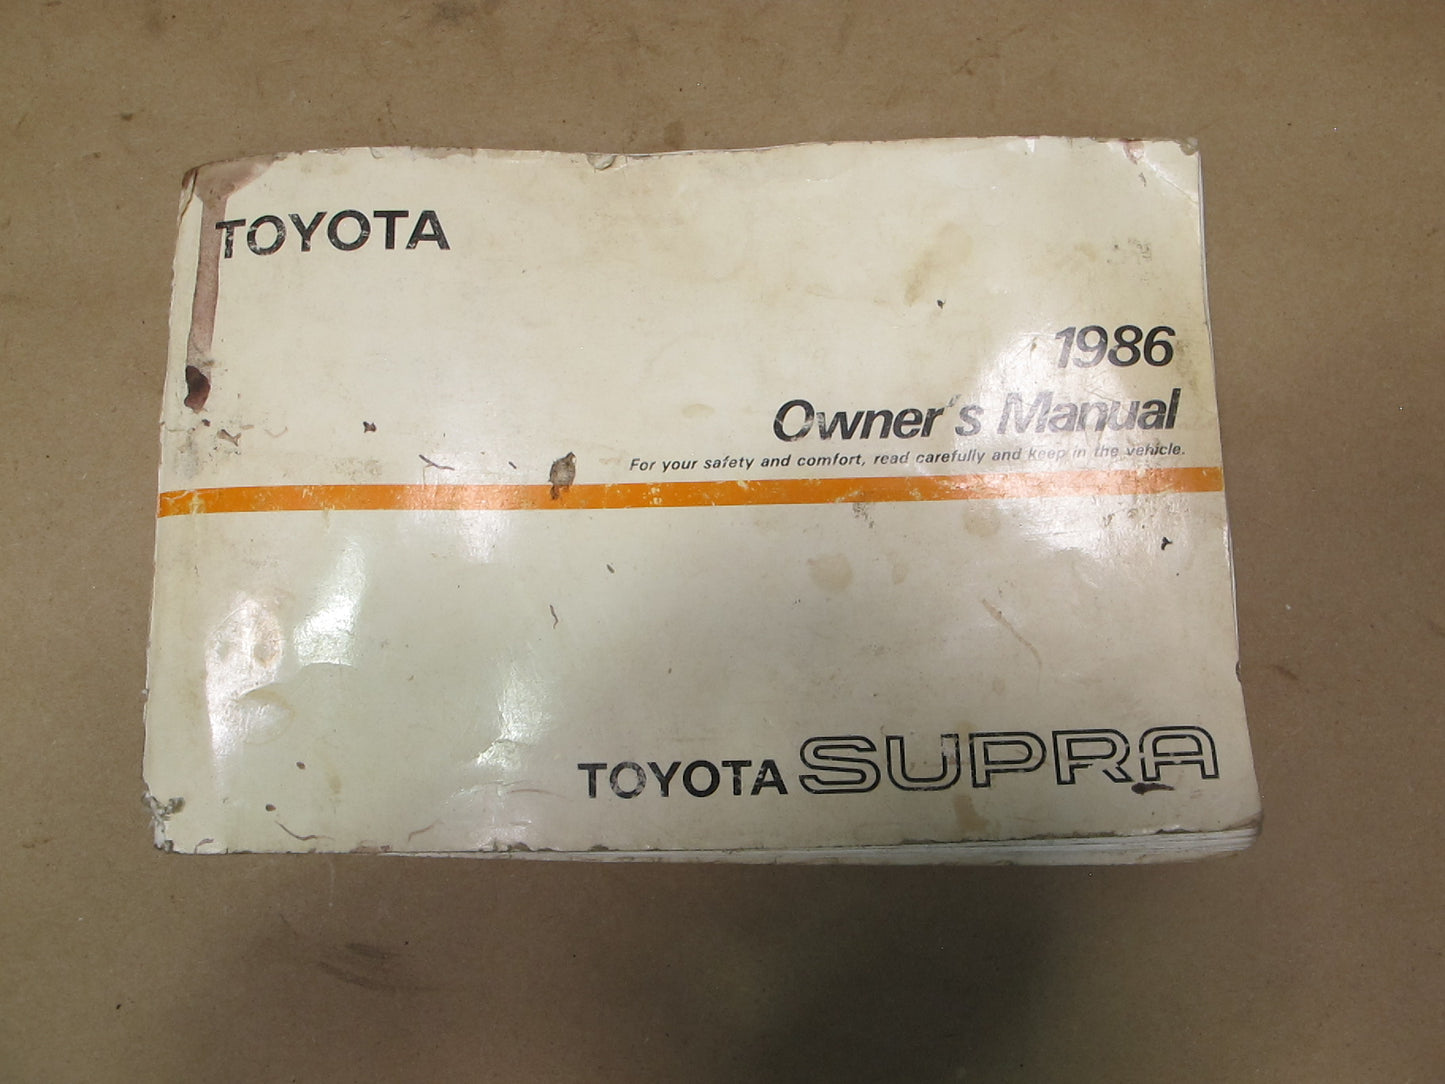 TOYOTA
1986
Owner's Manual
For your safety and comfort, read carefully and keep in the vehicle.
TOYOTA SUPRA